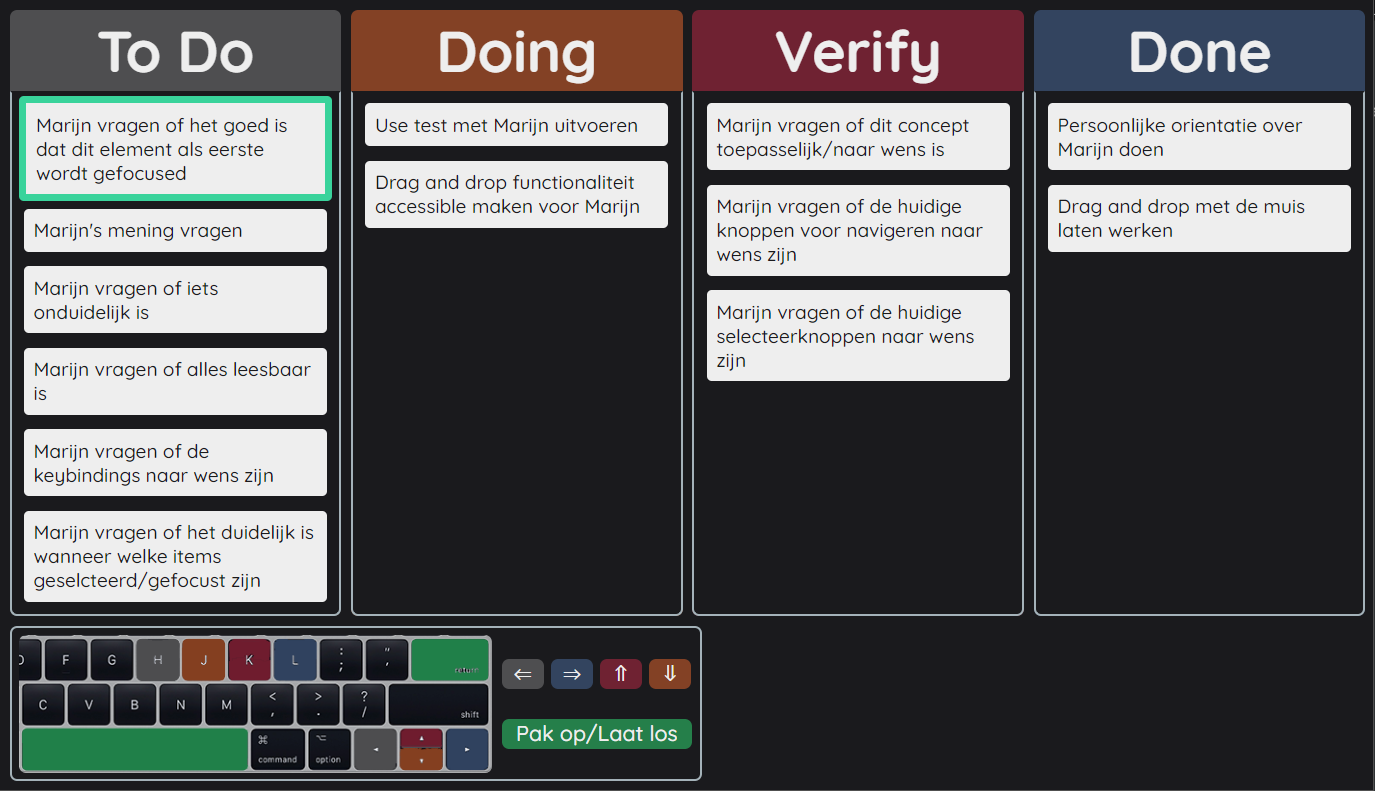 To Do
Marijn vragen of het goed is
dat dit element als eerste
wordt gefocused
Marijn's mening vragen
Marijn vragen of iets
onduidelijk is
Marijn vragen of alles leesbaar
is
Marijn vragen of de
keybindings naar wens zijn
Marijn vragen of het duidelijk is
wanneer welke items
geselcteerd/gefocust zijn
Doing
Use test met Marijn uitvoeren
Drag and drop functionaliteit
accessible maken voor Marijn
Verify
Marijn vragen of dit concept
toepasselijk/naar wens is
Marijn vragen of de huidige
knoppen voor navigeren naar
wens zijn
Marijn vragen of de huidige
selecteerknoppen naar wens
zijn
Done
Persoonlijke orientatie over
Marijn doen
Drag and drop met de muis
laten werken
D F G H J K L : ; " ' return
C V B N M < , > . ? / shift
⌘ command ⌥ option ◂ ▴ ▾ ▸
⇐ ⇒ ⇑ ⇓
Pak op/Laat los